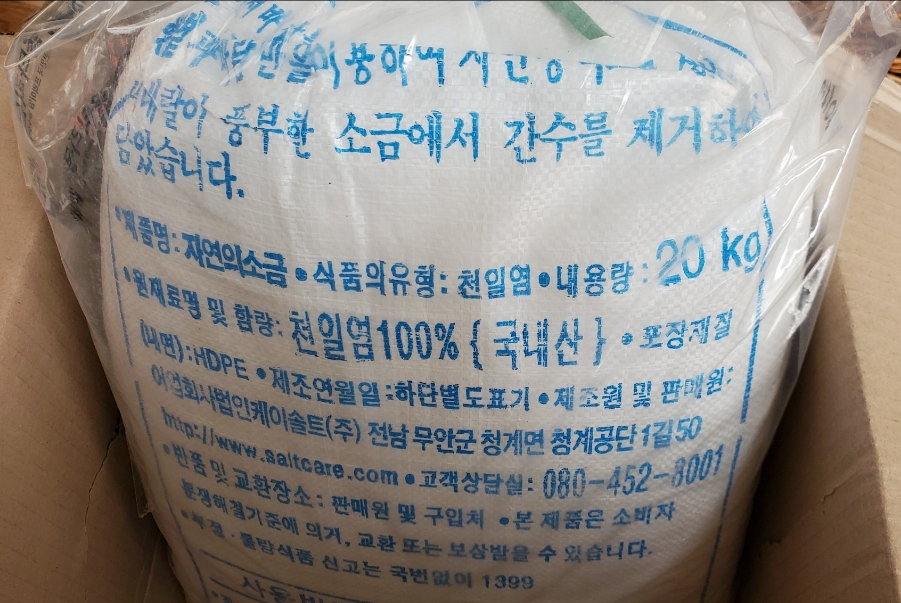 미네랄이 풍부한 소금에서 간수를 제거하여
담았습니다.
•제품명: 자연의소금 •식품의유형: 천일염 •내용량: 20 kg
•원재료명 및 함량: 천일염100% {국내산} •포장재질
(내면):HDPE •제조연월일:하단별도표기 •제조원 및 판매원:
어업회사법인케이솔트(주) 전남 무안군 청계면 청계공단1길50
http://www.saltcare.com •고객상담실: 080-452-8001
•반품 및 교환장소: 판매원 및 구입처 •본 제품은 소비자
분쟁해결기준에 의거, 교환 또는 보상받을 수 있습니다.
•부정·불량식품 신고는 국번없이 1399